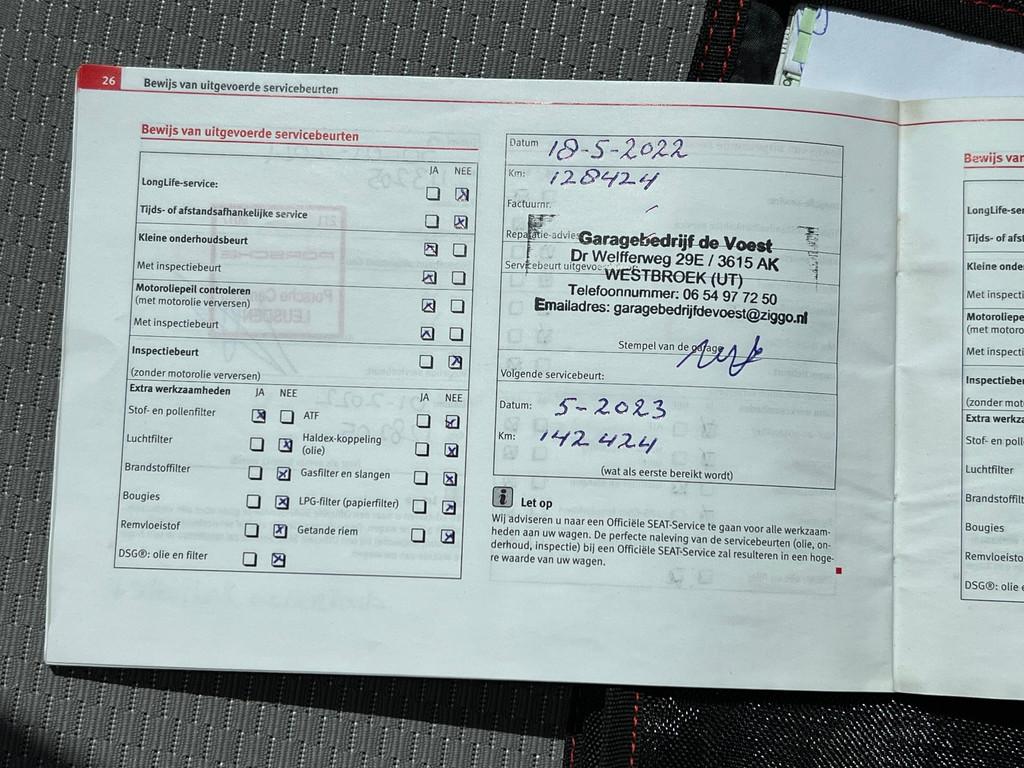 26 Bewijs van uitgevoerde servicebeurten
Bewijs van uitgevoerde servicebeurten
JA NEE
LongLife-service:
Tijds- of afstandsafhankelijke service
Kleine onderhoudsbeurt
Met inspectiebeurt
Motoroliepeil controleren
(met motorolie verversen)
Met inspectiebeurt
Inspectiebeurt
(zonder motorolie verversen)
Extra werkzaamheden JA NEE JA NEE
Stof- en pollenfilter ATF
Luchtfilter Haldex-koppeling
(olie)
Brandstoffilter Gasfilter en slangen
Bougies LPG-filter (papierfilter)
Remvloeistof Getande riem
DSG®: olie en filter
Datum 18-5-2022
Km: 128424
Factuurnr.
Reparatie-advies
Garagebedrijf de Voest
Dr Welfferweg 29E / 3615 AK
Servicebeurt uitgevoe
WESTBROEK (UT)
Telefoonnummer: 06 54 97 72 50
Emailadres: garagebedrijfdevoest@ziggo.nl
Stempel van de garage
Volgende servicebeurt:
Datum: 5-2023
Km: 142424
(wat als eerste bereikt wordt)
i Let op
Wij adviseren u naar een Officiële SEAT-Service te gaan voor alle werkzaam-
heden aan uw wagen. De perfecte naleving van de servicebeurten (olie, on-
derhoud, inspectie) bij een Officiële SEAT-Service zal resulteren in een hoge-
re waarde van uw wagen.
Bewijs van
LongLife-se
Tijds- of afst
Kleine onde
Met inspecti
Motoroliepe
(met motoro
Met inspecti
Inspectiebe
(zonder mot
Extra werkza
Stof- en poll
Luchtfilter
Brandstoffilt
Bougies
Remvloeisto
DSG®: olie e